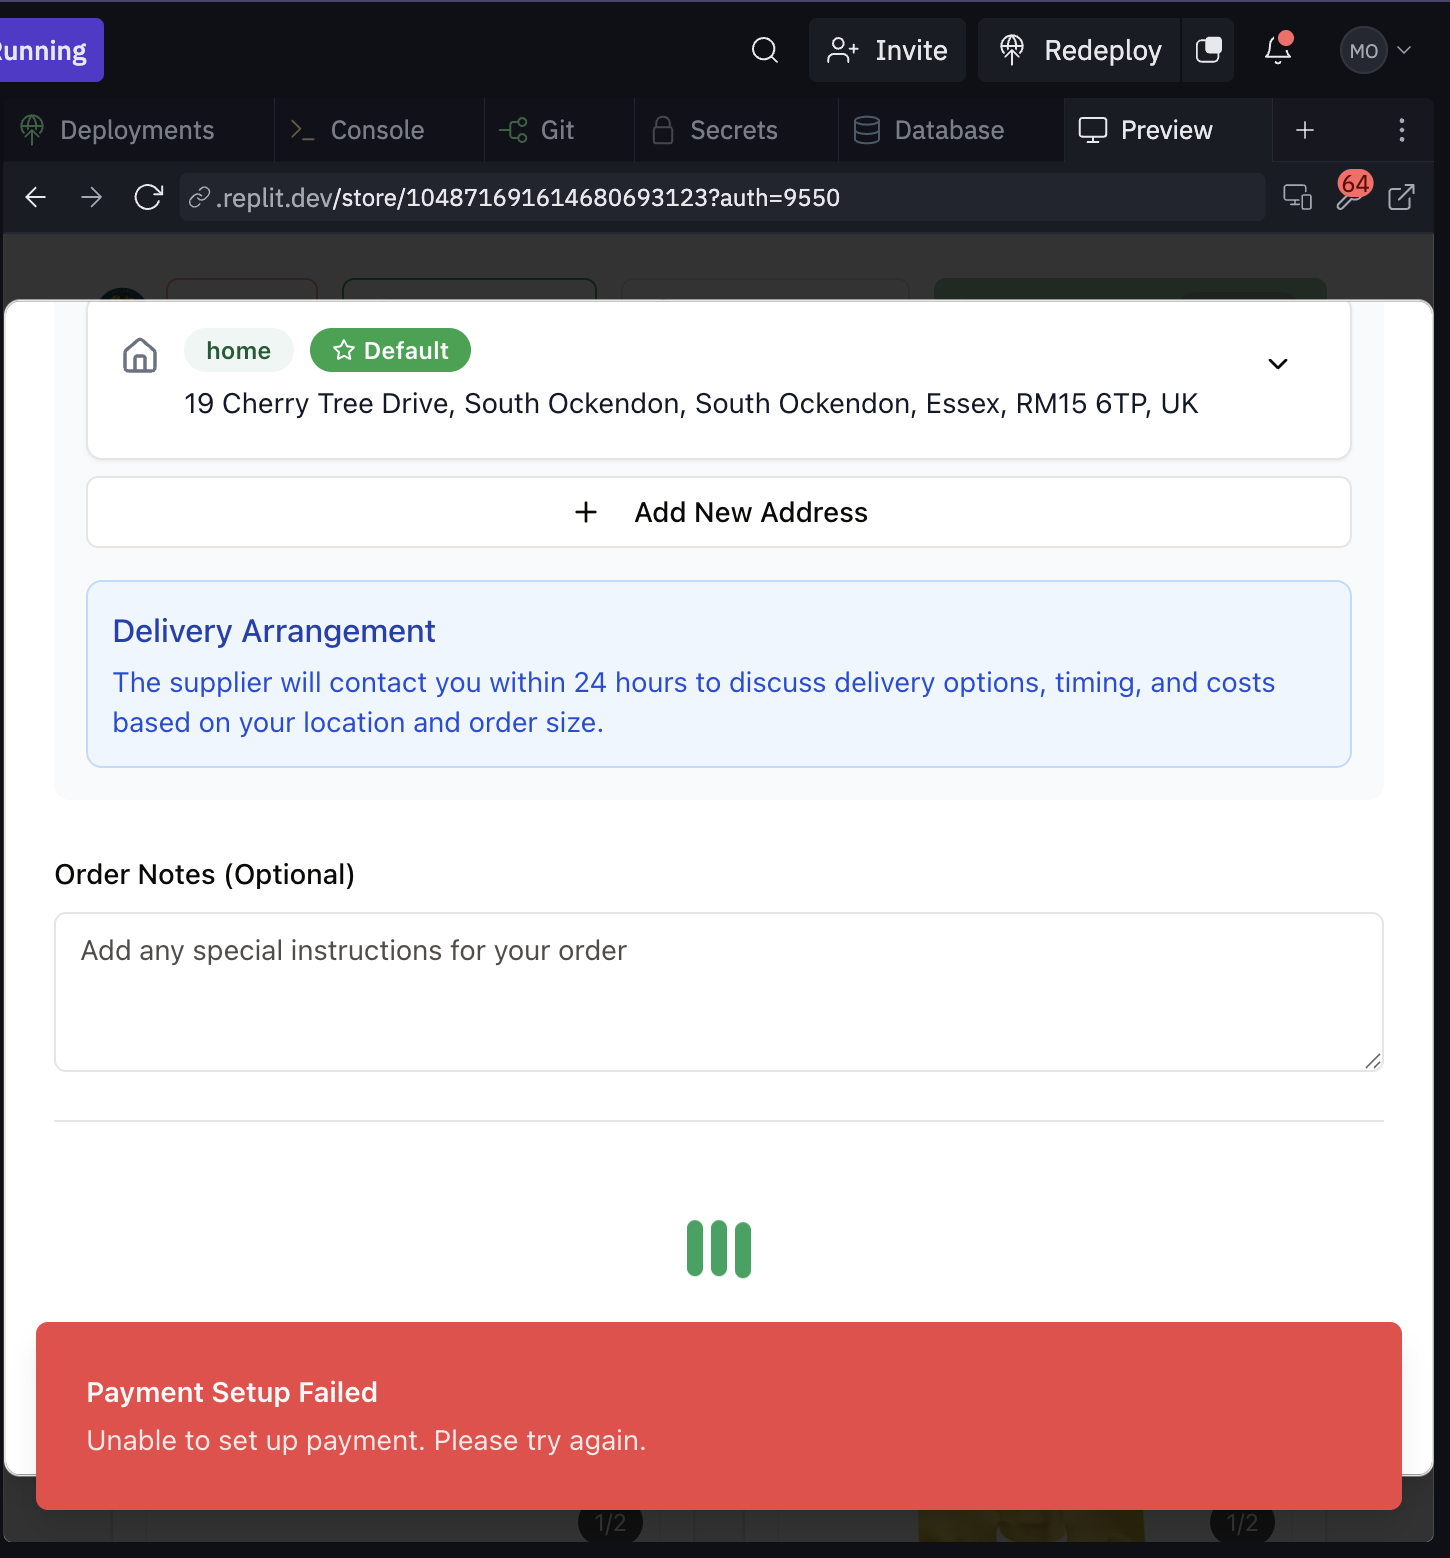 Running
Invite
Redeploy
MO
Deployments
Console
Git
Secrets
Database
Preview
.replit.dev/store/104871691614680693123?auth=9550
64
home
Default
19 Cherry Tree Drive, South Ockendon, South Ockendon, Essex, RM15 6TP, UK
Add New Address
Delivery Arrangement
The supplier will contact you within 24 hours to discuss delivery options, timing, and costs
based on your location and order size.
Order Notes (Optional)
Add any special instructions for your order
Payment Setup Failed
Unable to set up payment. Please try again.
1/2
1/2